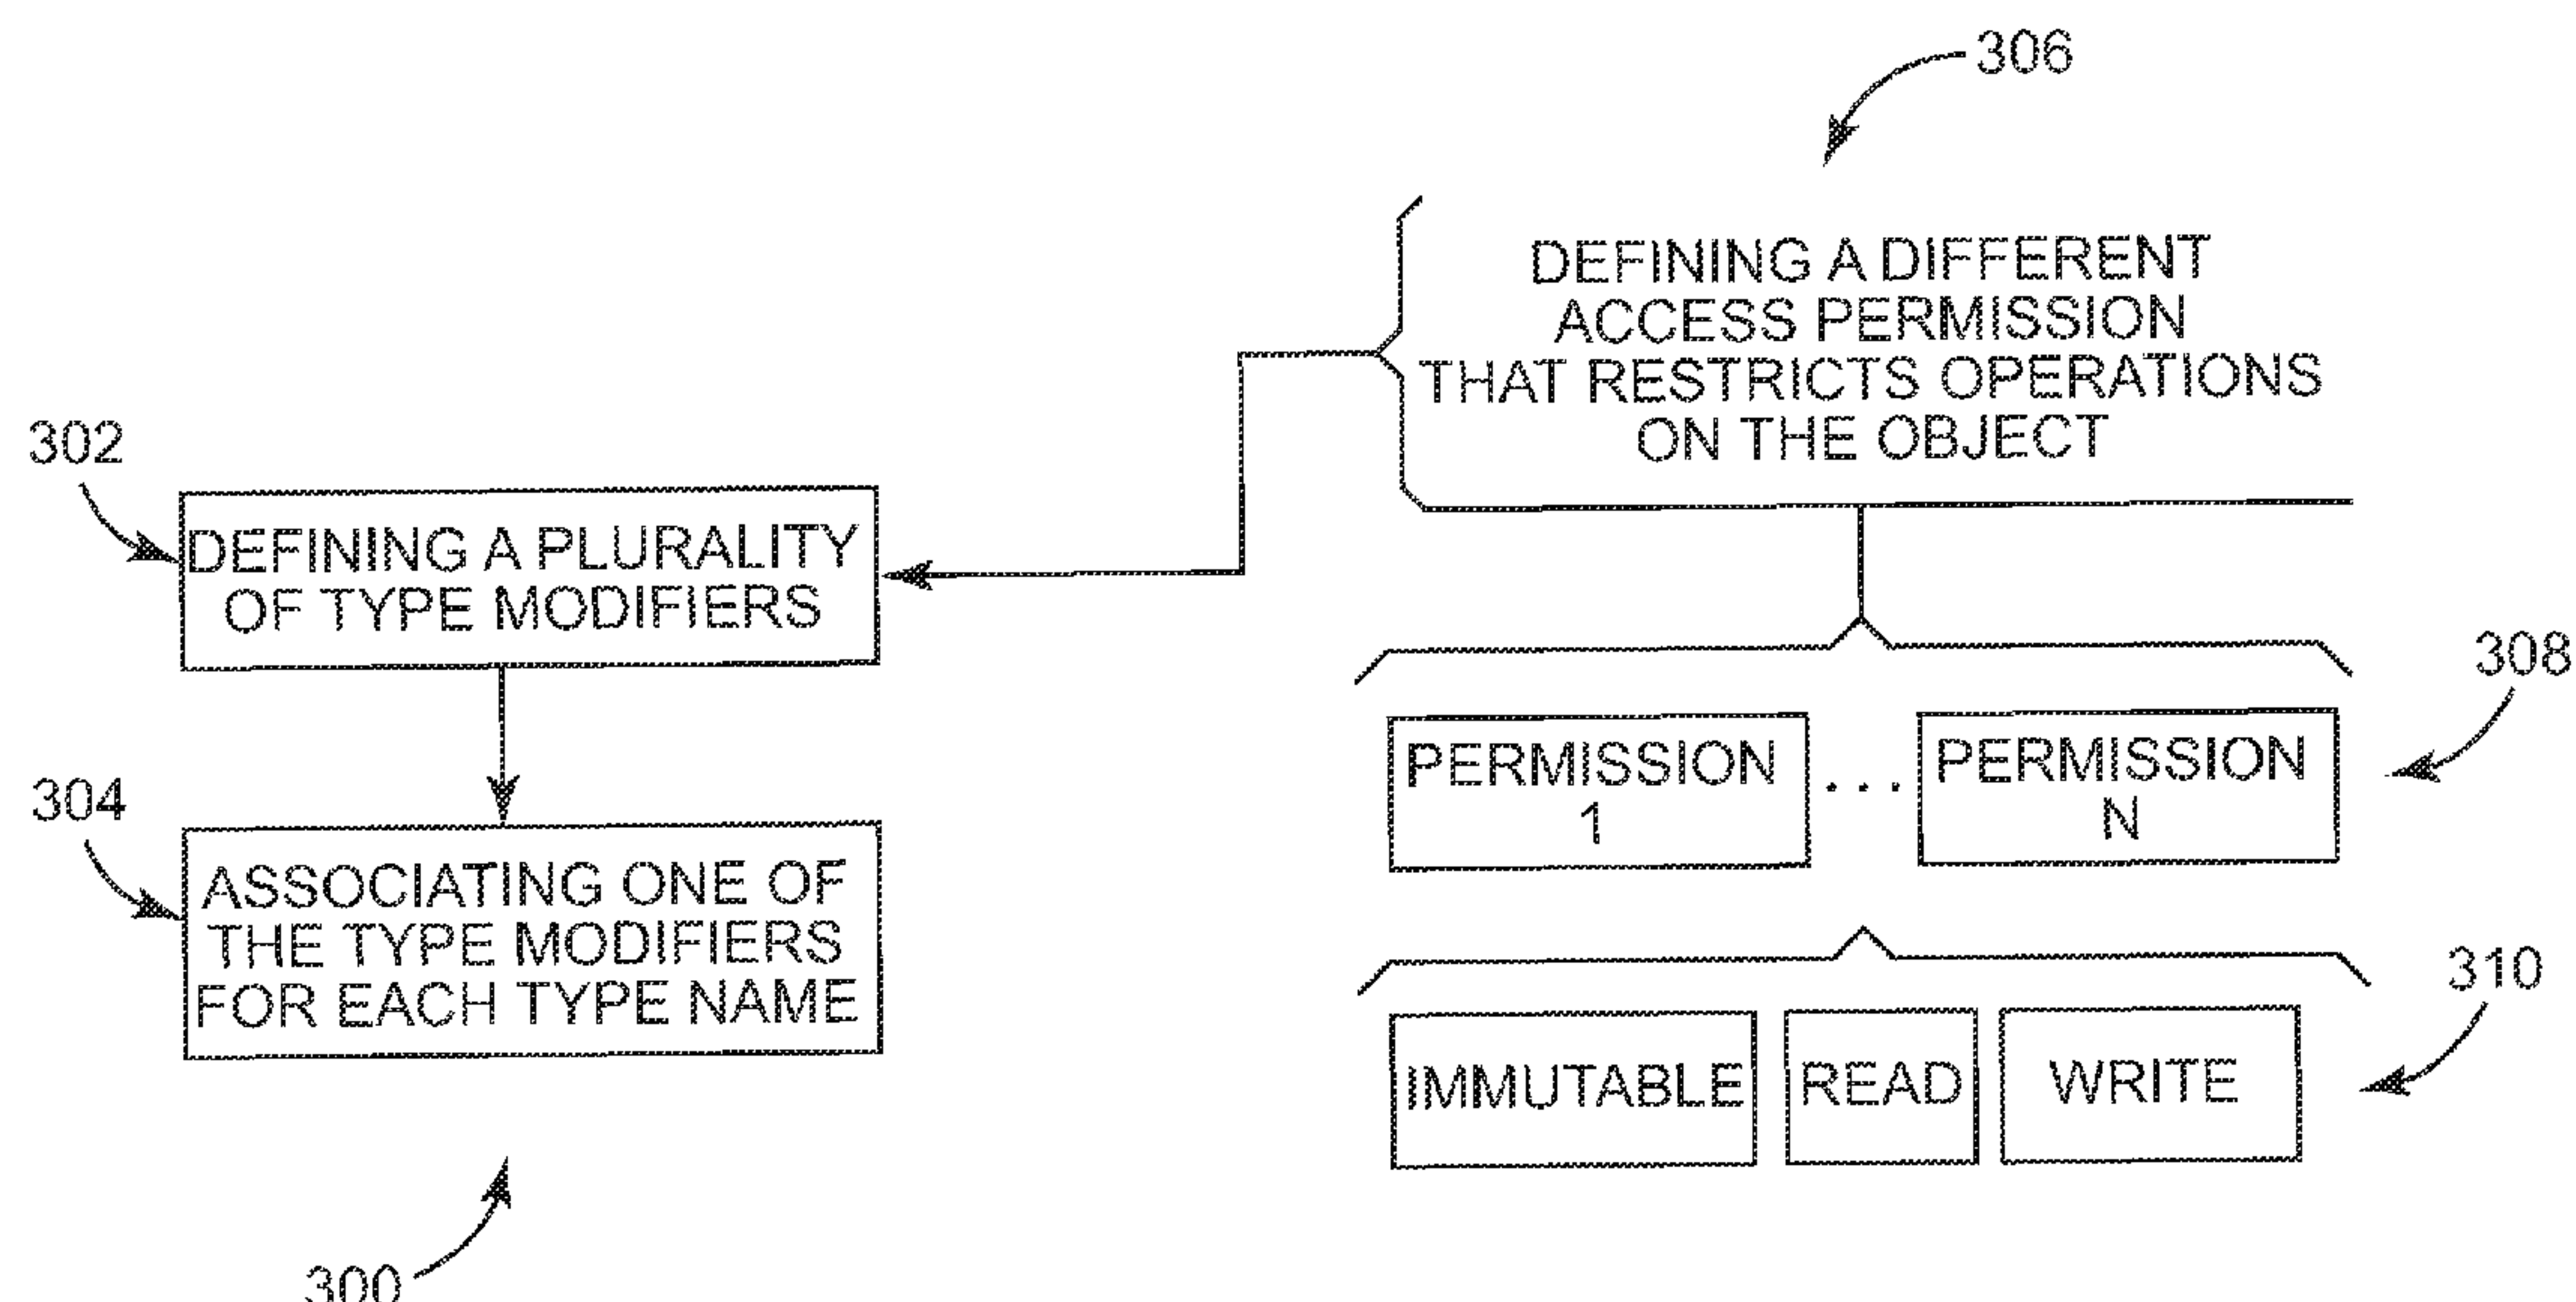 306
DEFINING A DIFFERENT
ACCESS PERMISSION
THAT RESTRICTS OPERATIONS
ON THE OBJECT
302
DEFINING A PLURALITY
OF TYPE MODIFIERS
308
PERMISSION
1
...
PERMISSION
N
304
ASSOCIATING ONE OF
THE TYPE MODIFIERS
FOR EACH TYPE NAME
310
IMMUTABLE
READ
WRITE
300